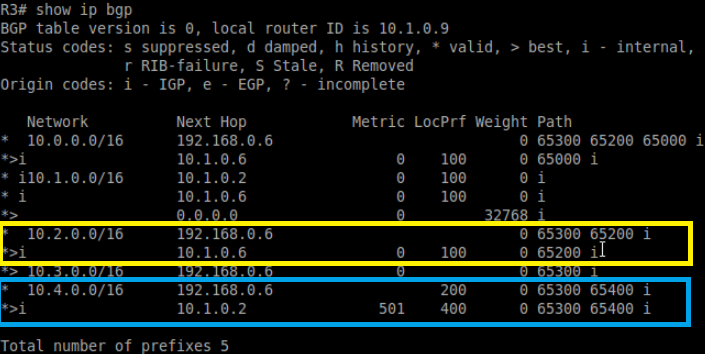 R3# show ip bgp
BGP table version is 0, local router ID is 10.1.0.9
Status codes: s suppressed, d damped, h history, * valid, > best, i - internal,
              r RIB-failure, S Stale, R Removed
Origin codes: i - IGP, e - EGP, ? - incomplete

   Network          Next Hop            Metric LocPrf Weight Path
*  10.0.0.0/16      192.168.0.6                            0 65300 65200 65000 i
*>i                 10.1.0.6                 0    100      0 65000 i
* i10.1.0.0/16      10.1.0.2                 0    100      0 i
* i                 10.1.0.6                 0    100      0 i
*>                  0.0.0.0                  0         32768 i
*  10.2.0.0/16      192.168.0.6                            0 65300 65200 i
*>i                 10.1.0.6                 0    100      0 65200 i
*> 10.3.0.0/16      192.168.0.6              0             0 65300 i
*  10.4.0.0/16      192.168.0.6                   200      0 65300 65400 i
*>i                 10.1.0.2               501    400      0 65300 65400 i

Total number of prefixes 5